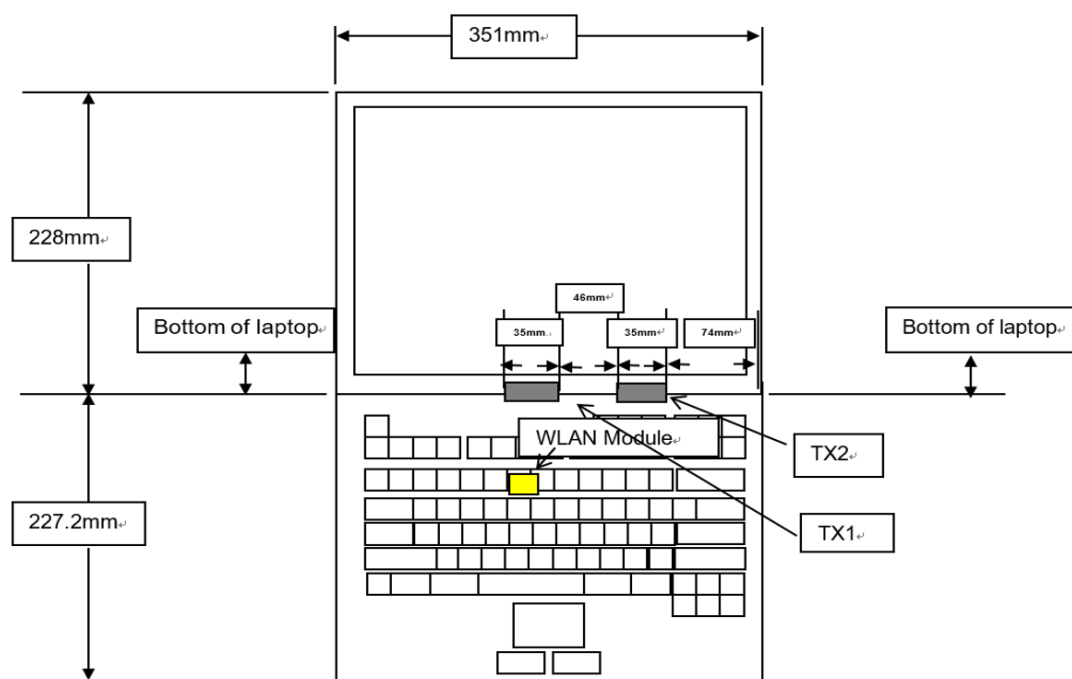 351mm
228mm
46mm
35mm
35mm
74mm
Bottom of laptop
Bottom of laptop
WLAN Module
TX2
227.2mm
TX1